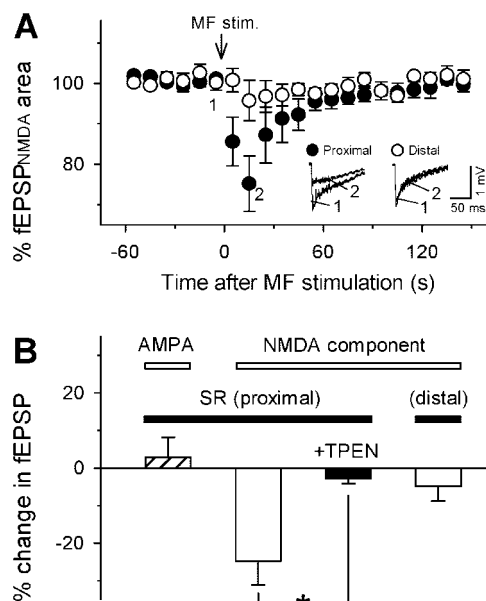 A
MF stim.
% fEPSPNMDA area
100
80
1
2
Proximal
Distal
1
2
1
2
1 mV
50 ms
-60
0
60
120
Time after MF stimulation (s)
B
AMPA
NMDA component
SR (proximal)
(distal)
+TPEN
% change in fEPSP
20
0
-20
*